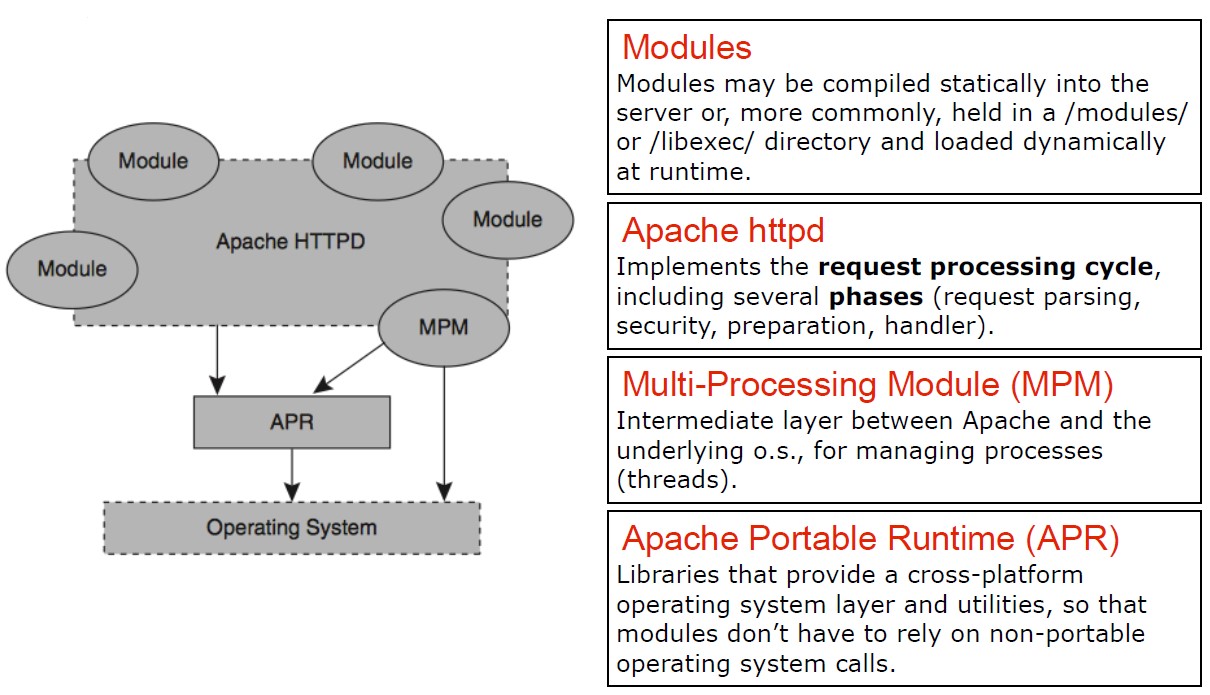 Module
Module
Module
Apache HTTPD
Module
MPM
APR
Operating System
Modules
Modules may be compiled statically into the
server or, more commonly, held in a /modules/
or /libexec/ directory and loaded dynamically
at runtime.
Apache httpd
Implements the request processing cycle,
including several phases (request parsing,
security, preparation, handler).
Multi-Processing Module (MPM)
Intermediate layer between Apache and the
underlying o.s., for managing processes
(threads).
Apache Portable Runtime (APR)
Libraries that provide a cross-platform
operating system layer and utilities, so that
modules don’t have to rely on non-portable
operating system calls.